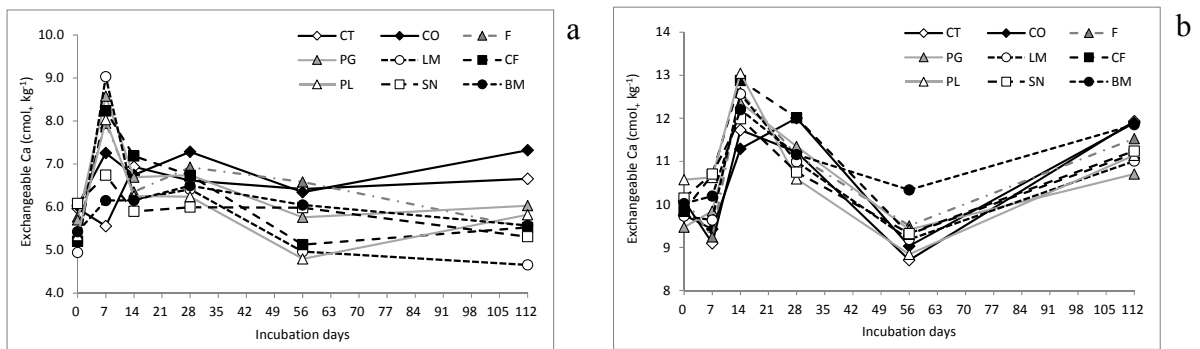 a
Exchangeable Ca (cmol₊ kg⁻¹)
10.0
9.0
8.0
7.0
6.0
5.0
4.0
CT CO F
PG LM CF
PL SN BM
0 7 14 21 28 35 42 49 56 63 70 77 84 91 98 105 112
Incubation days
b
Exchangeable Ca (cmol₊ kg⁻¹)
14
13
12
11
10
9
8
CT CO F
PG LM CF
PL SN BM
0 7 14 21 28 35 42 49 56 63 70 77 84 91 98 105 112
Incubation days